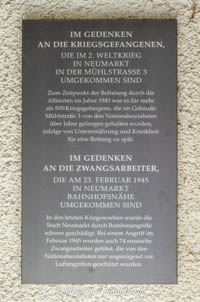 IM GEDENKEN
AN DIE KRIEGSGEFANGENEN,
DIE IM 2. WELTKRIEG
IN NEUMARKT
IN DER MÜHLSTRASSE 3
UMGEKOMMEN SIND
Zum Zeitpunkt der Befreiung durch die
Alliierten im Jahre 1945 war es für mehr
als 500 Kriegsgefangene, die im Gebäude
Mühlstraße 3 von den Nationalsozialisten
über Jahre gefangen gehalten wurden,
infolge von Unterernährung und Krankheit
für eine Rettung zu spät.
IM GEDENKEN
AN DIE ZWANGSARBEITER,
DIE AM 23. FEBRUAR 1945
IN NEUMARKT
BAHNHOFSNÄHE
UMGEKOMMEN SIND
In den letzten Kriegswochen wurde die
Stadt Neumarkt durch Bombenangriffe
schwer geschädigt. Bei einem Angriff im
Februar 1945 wurden auch 74 russische
Zwangsarbeiter getötet, die von den
Nationalsozialisten nur ungenügend vor
Luftangriffen geschützt wurden.